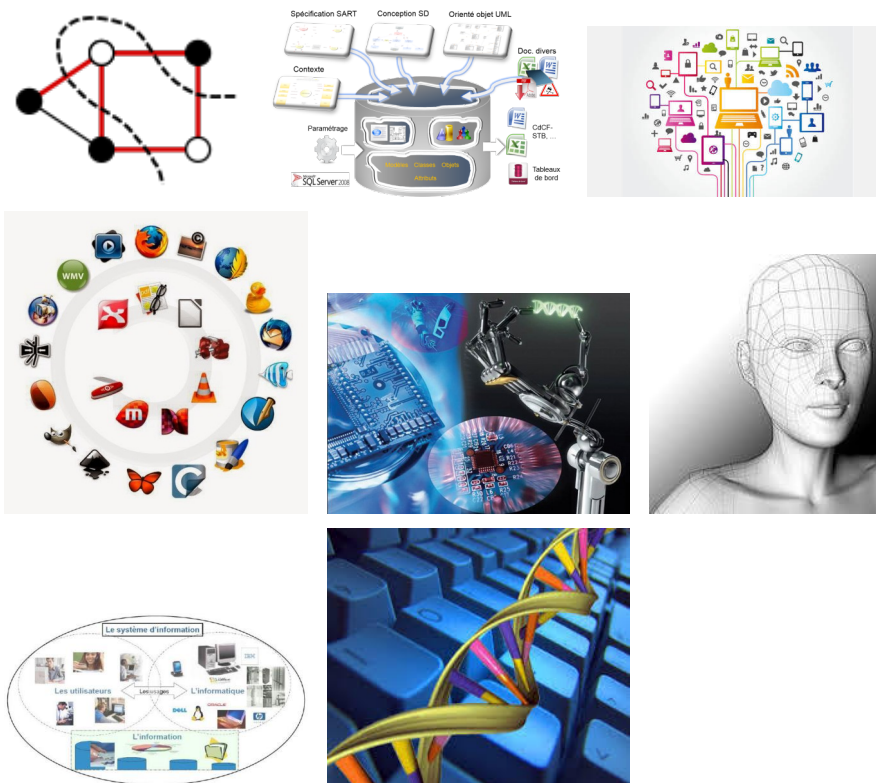 Spécification SART
Conception SD
Orienté objet UML
Doc. divers
Contexte
CdCF-
STB, ...
Paramétrage
Modèles Classes Objets
Attributs
Tableaux
de bord
Microsoft
SQL Server 2008
WMV
Le système d'information
Les utilisateurs
Les usages
L'informatique
DELL
L'information